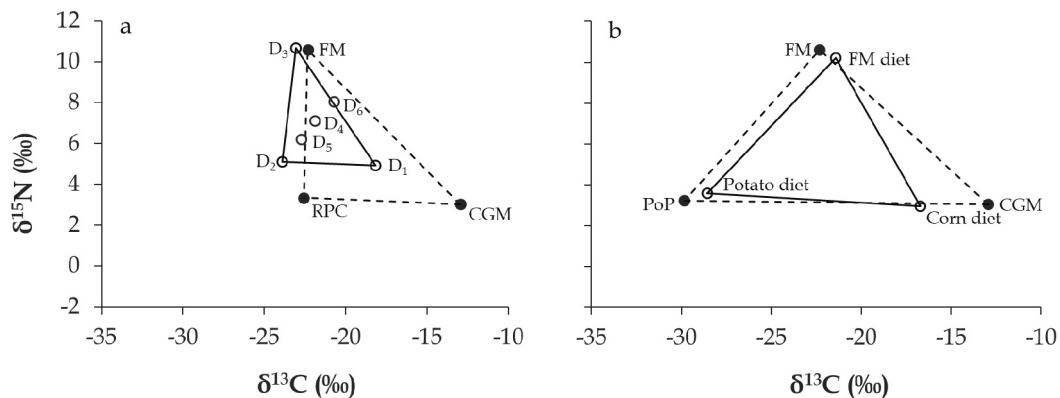 a
δ¹⁵N (‰)
12
10
8
6
4
2
0
-2
D₃
FM
D₆
D₄
D₅
D₂
D₁
RPC
CGM
-35
-30
-25
-20
-15
-10
δ¹³C (‰)
b
FM
FM diet
Potato diet
PoP
CGM
Corn diet
-35
-30
-25
-20
-15
-10
δ¹³C (‰)